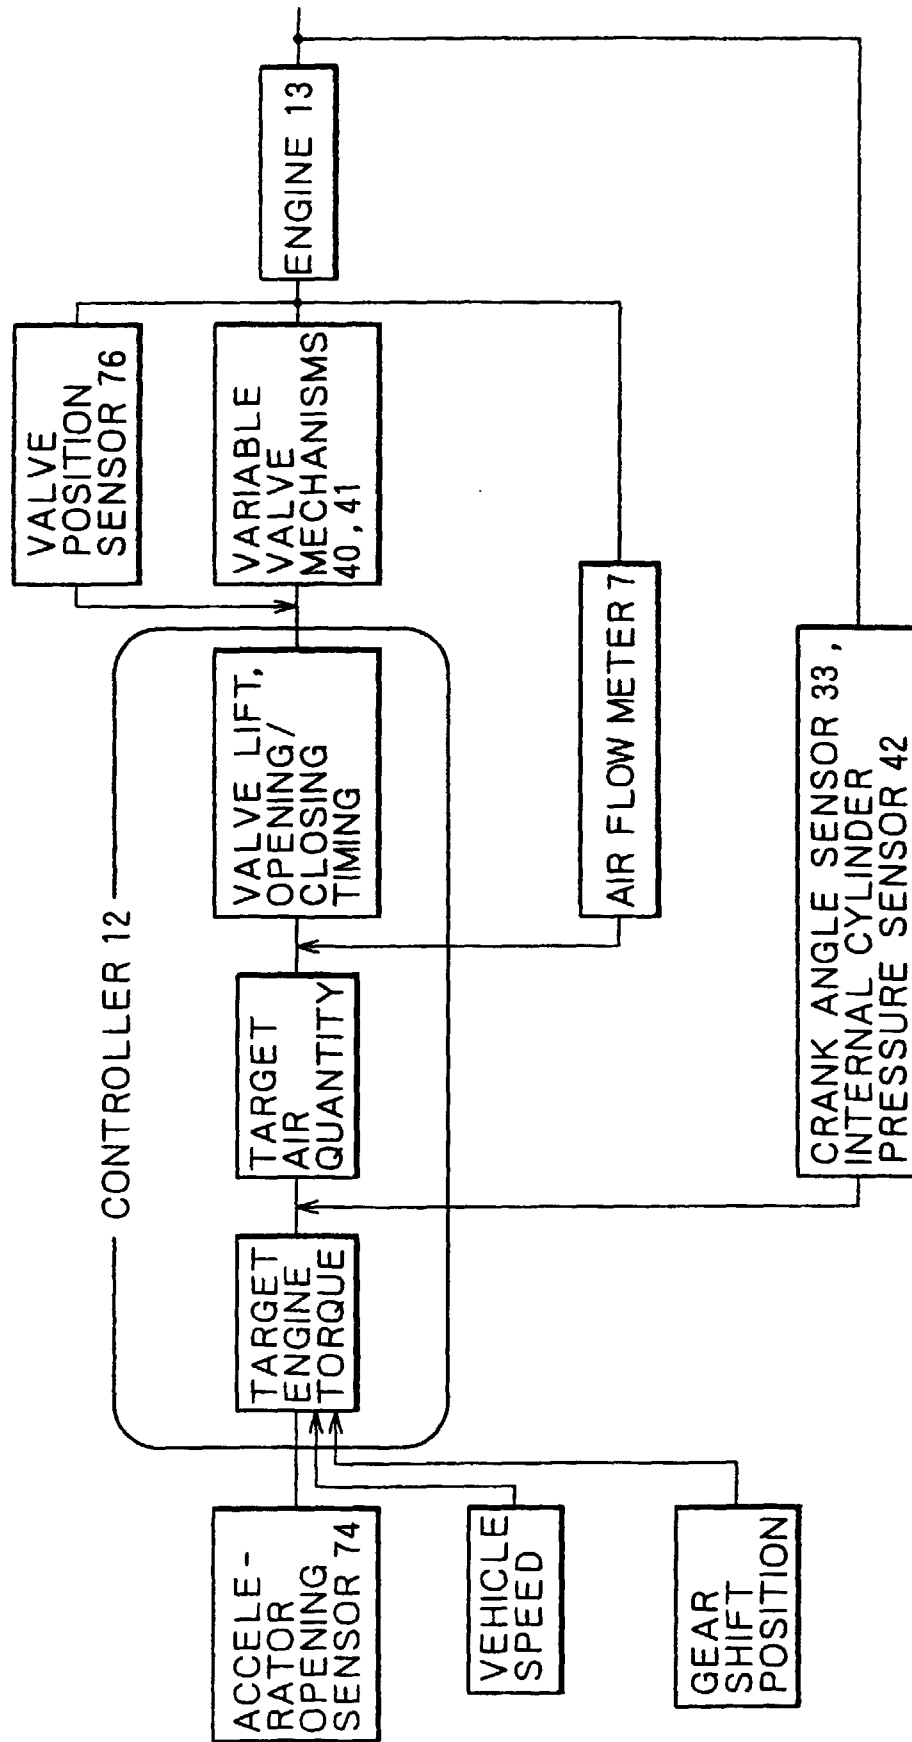 ACCELE-
RATOR
OPENING
SENSOR 74
VEHICLE
SPEED
GEAR
SHIFT
POSITION
CONTROLLER 12
TARGET
ENGINE
TORQUE
TARGET
AIR
QUANTITY
VALVE LIFT,
OPENING/
CLOSING
TIMING
VALVE
POSITION
SENSOR 76
VARIABLE
VALVE
MECHANISMS
40, 41
ENGINE 13
AIR FLOW METER 7
CRANK ANGLE SENSOR 33,
INTERNAL CYLINDER
PRESSURE SENSOR 42